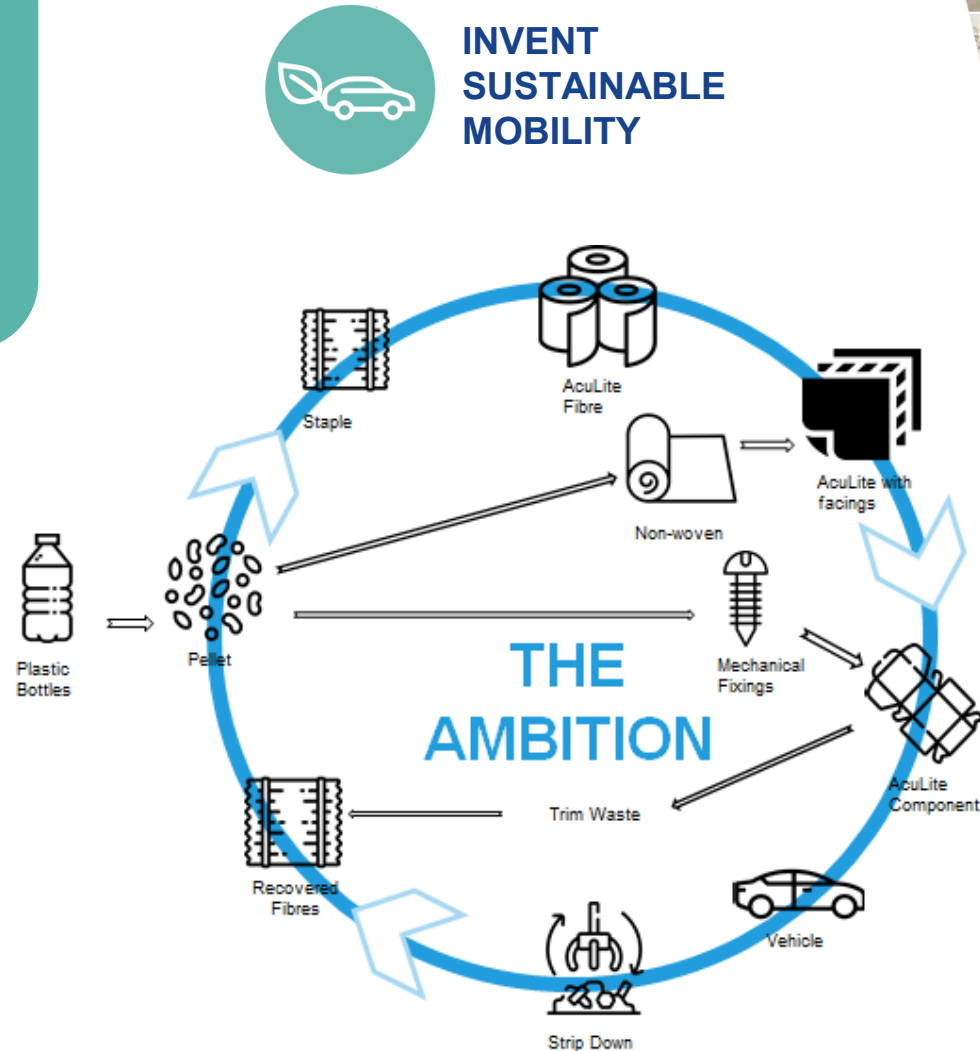 INVENT
SUSTAINABLE
MOBILITY
AcuLite
Fibre
Staple
AcuLite with
facings
Non-woven
Plastic
Bottles
Pellet
THE
AMBITION
Mechanical
Fixings
AcuLite
Component
Trim Waste
Recovered
Fibres
Vehicle
Strip Down